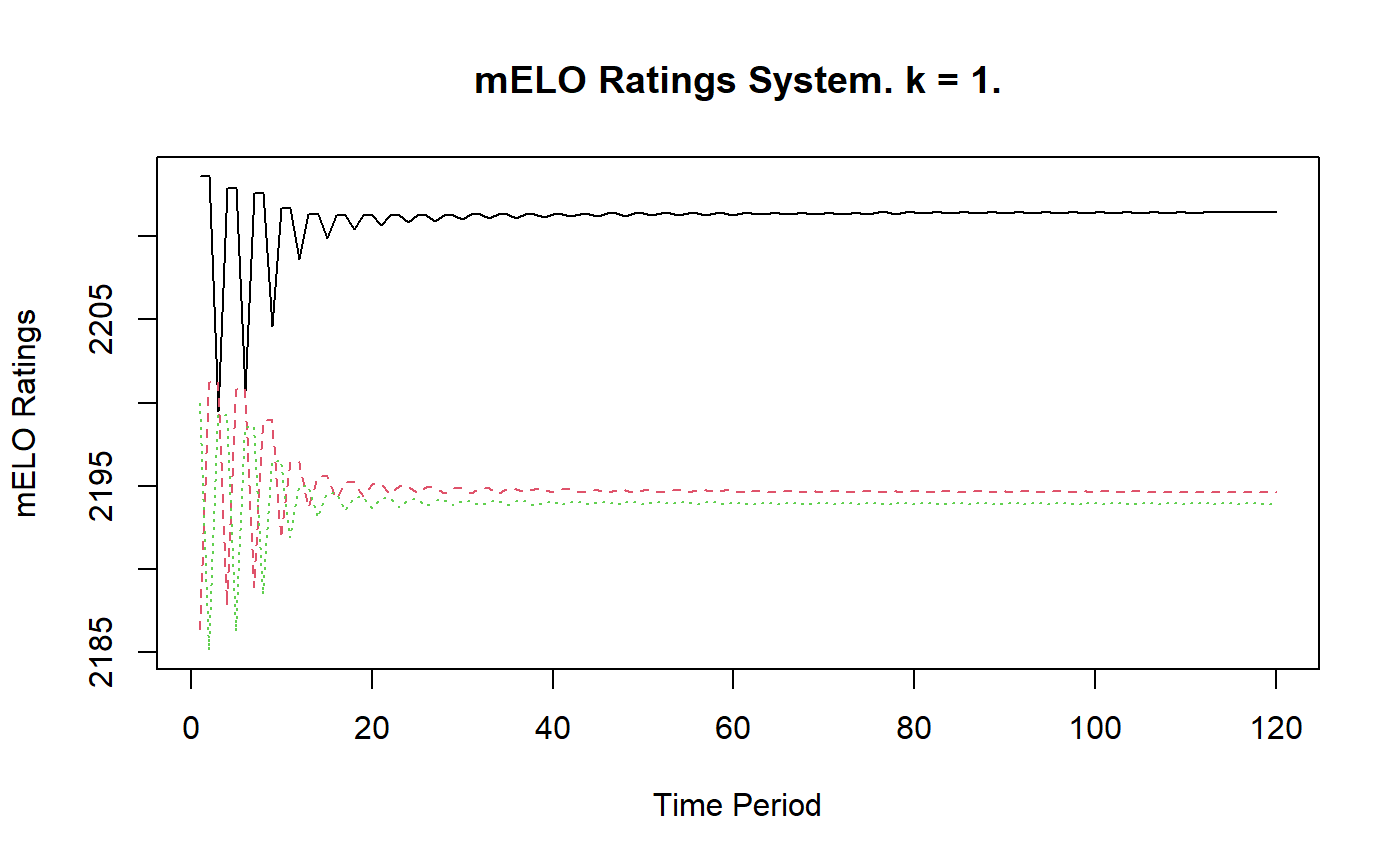 mELO Ratings System. k = 1.
mELO Ratings
2205
2195
2185
0 20 40 60 80 100 120
Time Period